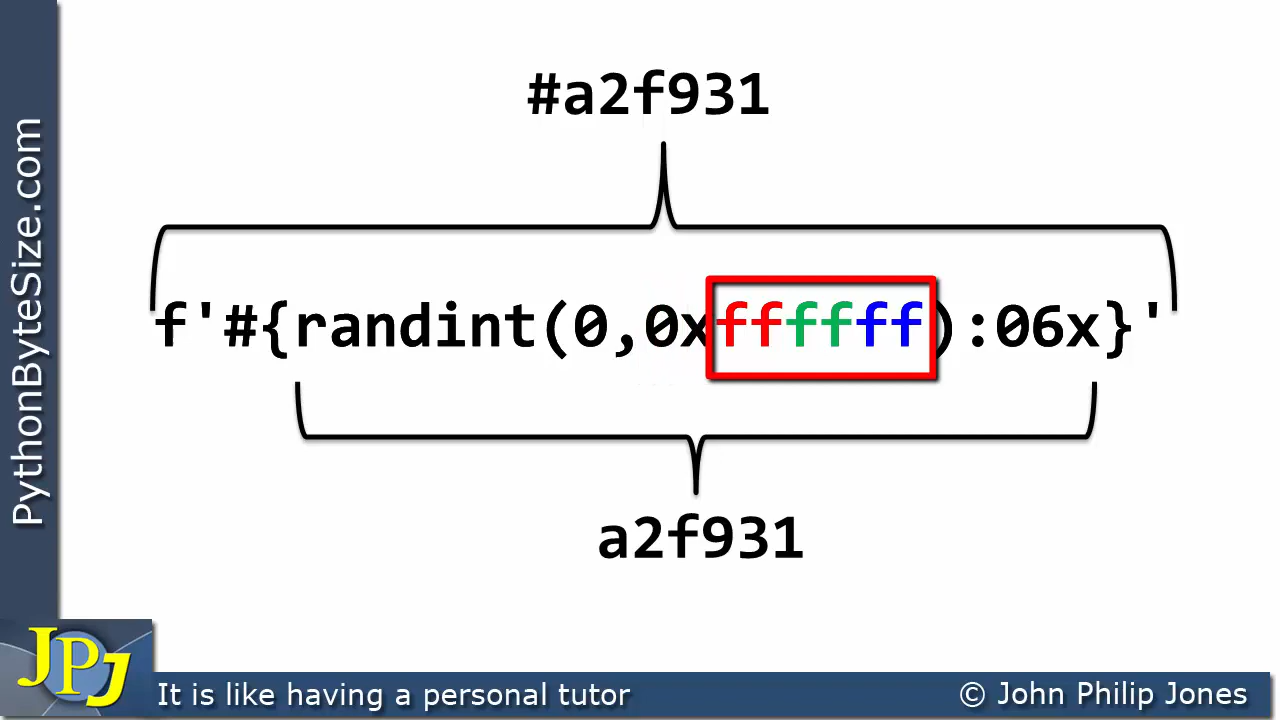 #a2f931
f'#{randint(0,0xffffff):06x}'
a2f931
PythonByteSize.com
JPJ
It is like having a personal tutor
© John Philip Jones